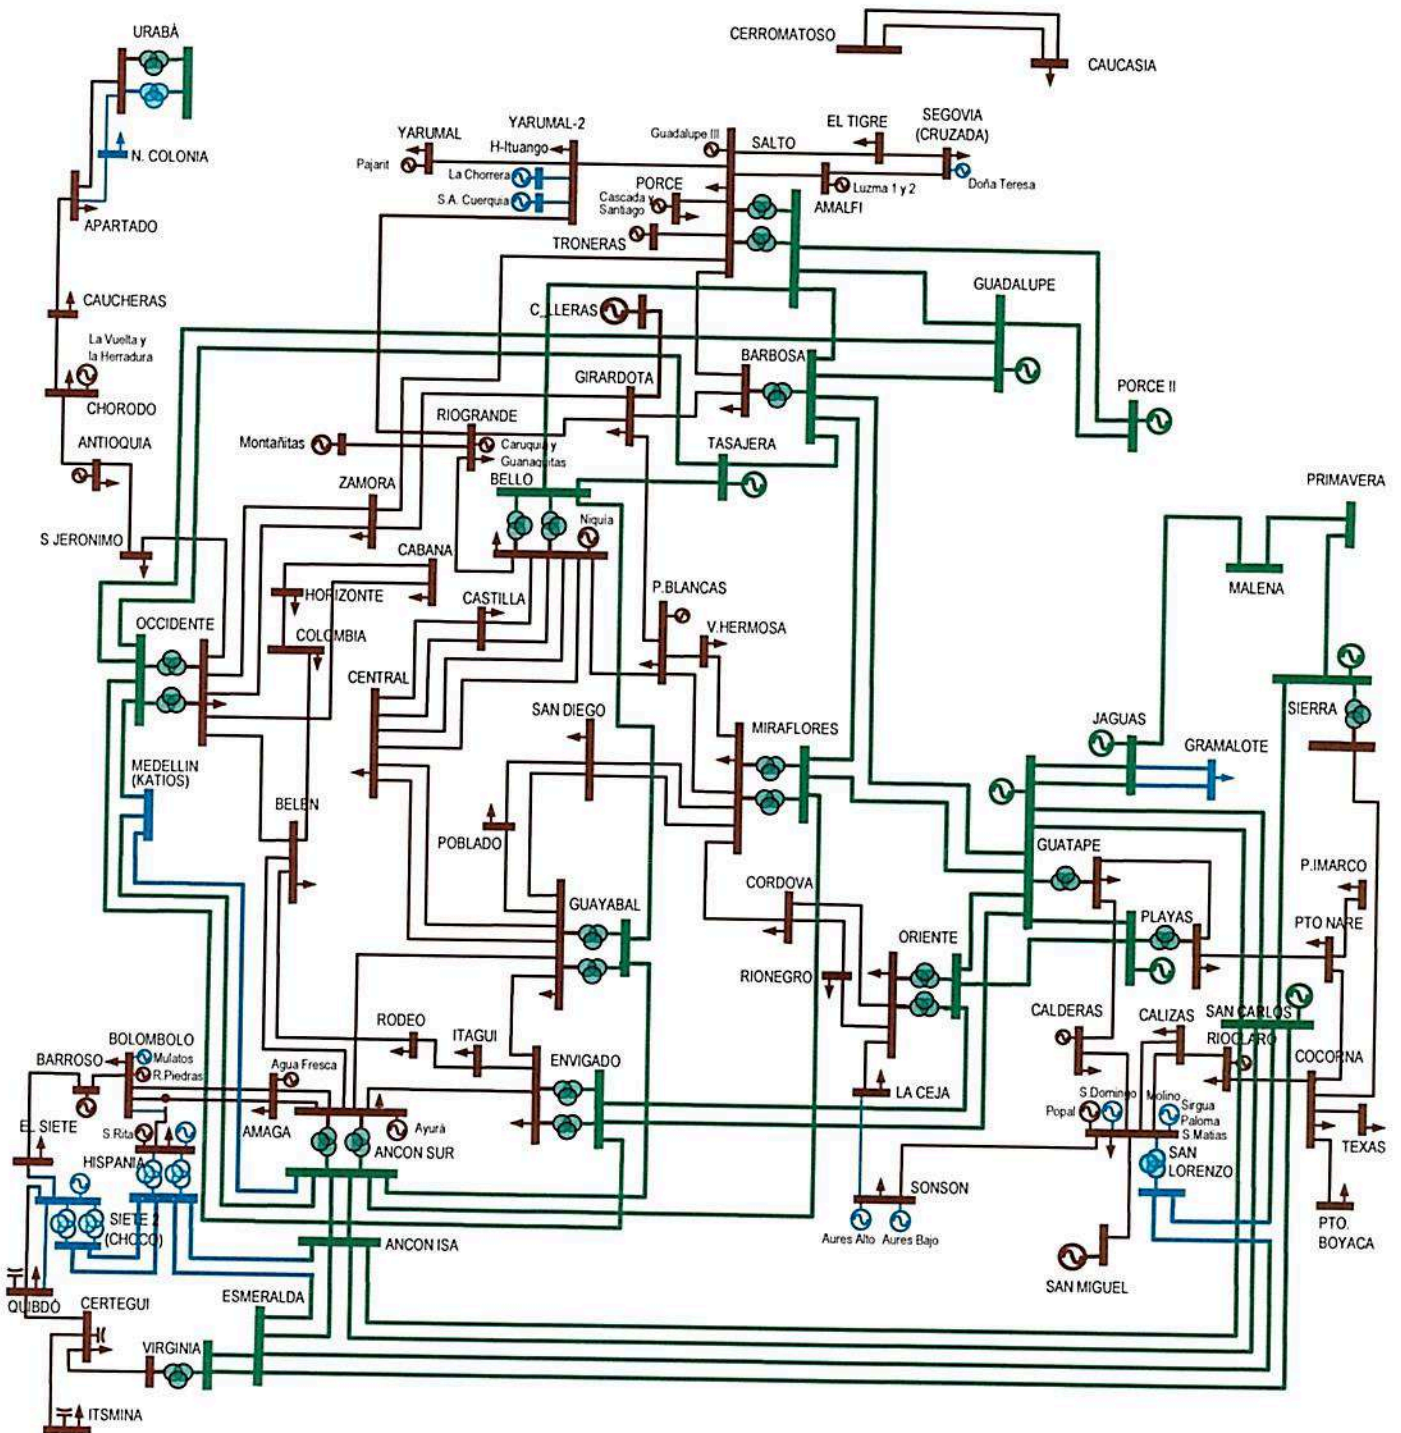 CERROMATOSO
CAUCASIA
URABÁ
N. COLONIA
APARTADO
CAUCHERAS
La Vuelta y
la Herradura
CHORODO
ANTIOQUIA
S JERONIMO
YARUMAL
Pajarit
YARUMAL-2
H-Ituango
La Chorrera
S.A. Cuerquia
Guadalupe III
SALTO
EL TIGRE
SEGOVIA
(CRUZADA)
Doña Teresa
Luzma 1 y 2
AMALFI
PORCE
Cascada y
Santiago
TRONERAS
C_LLERAS
GUADALUPE
BARBOSA
PORCE II
GIRARDOTA
RIOGRANDE
Montañitas
Caruquia y
Guanaquitas
TASAJERA
BELLO
ZAMORA
Niquia
CABANA
HORIZONTE
CASTILLA
COLOMBIA
P.BLANCAS
V.HERMOSA
PRIMAVERA
MALENA
OCCIDENTE
CENTRAL
SAN DIEGO
MIRAFLORES
JAGUAS
GRAMALOTE
SIERRA
MEDELLIN
(KATIOS)
BELEN
POBLADO
GUATAPE
P.IMARCO
CORDOVA
GUAYABAL
ORIENTE
PLAYAS
PTO NARE
RIONEGRO
CALDERAS
CALIZAS
SAN CARLOS
RIOCLARO
COCORNA
RODEO
ITAGUI
ENVIGADO
BOLOMBOLO
Mulatos
R.Piedras
BARROSO
Agua Fresca
AMAGA
Ayurá
ANCON SUR
LA CEJA
S.Domingo
Popal
Molino
Sirgua
Paloma
S.Matias
TEXAS
EL SIETE
S.Rita
HISPANIA
SAN
LORENZO
SONSON
SIETE 2
(CHOCO)
ANCON ISA
Aures Alto
Aures Bajo
PTO.
BOYACA
SAN MIGUEL
QUIBDÓ
CERTEGUI
ESMERALDA
VIRGINIA
ITSMINA